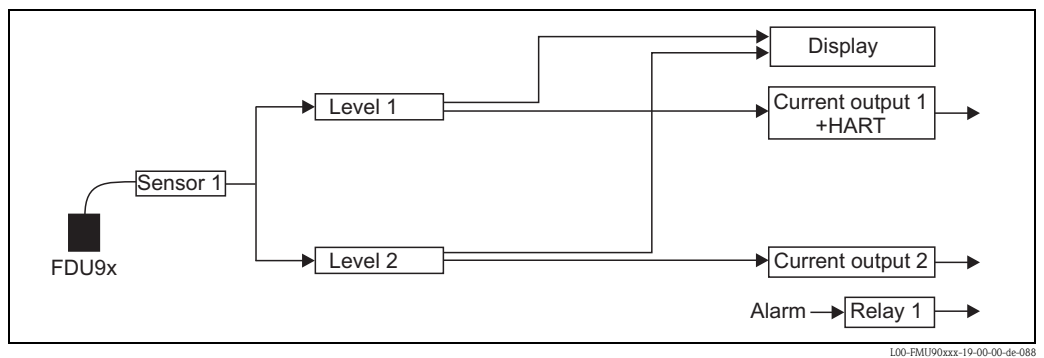 Display
Level 1
Current output 1
+HART
Sensor 1
FDU9x
Level 2
Current output 2
Alarm
Relay 1
L00-FMU90xxx-19-00-00-de-088